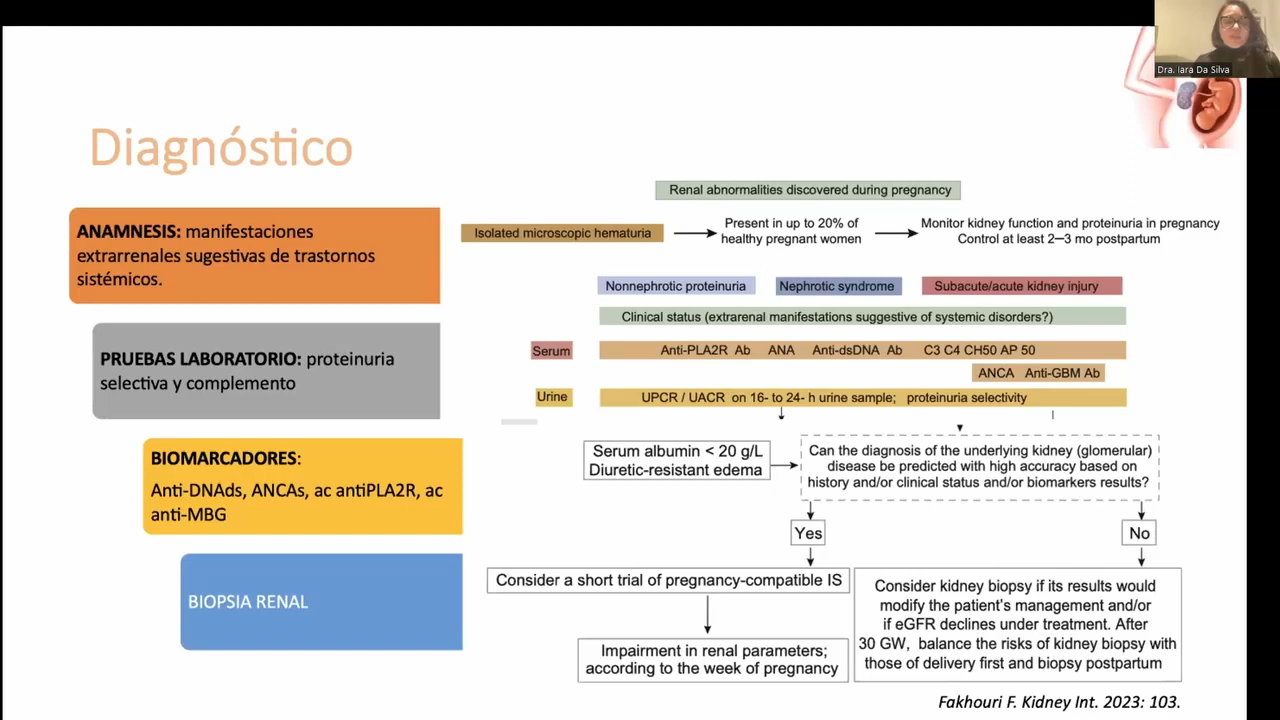 Dra. Iara Da Silva
Diagnóstico
ANAMNESIS: manifestaciones
extrarrenales sugestivas de trastornos
sistémicos.
PRUEBAS LABORATORIO: proteinuria
selectiva y complemento
BIOMARCADORES:
Anti-DNAds, ANCAs, ac antiPLA2R, ac
anti-MBG
BIOPSIA RENAL
Renal abnormalities discovered during pregnancy
Isolated microscopic hematuria
Present in up to 20% of
healthy pregnant women
Monitor kidney function and proteinuria in pregnancy
Control at least 2–3 mo postpartum
Nonnephrotic proteinuria
Nephrotic syndrome
Subacute/acute kidney injury
Clinical status (extrarenal manifestations suggestive of systemic disorders?)
Serum
Anti-PLA2R Ab ANA Anti-dsDNA Ab C3 C4 CH50 AP 50
ANCA Anti-GBM Ab
Urine
UPCR / UACR on 16- to 24- h urine sample; proteinuria selectivity
Serum albumin < 20 g/L
Diuretic-resistant edema
Can the diagnosis of the underlying kidney (glomerular)
disease be predicted with high accuracy based on
history and/or clinical status and/or biomarkers results?
Yes
No
Consider a short trial of pregnancy-compatible IS
Impairment in renal parameters;
according to the week of pregnancy
Consider kidney biopsy if its results would
modify the patient's management and/or
if eGFR declines under treatment. After
30 GW, balance the risks of kidney biopsy with
those of delivery first and biopsy postpartum
Fakhouri F. Kidney Int. 2023: 103.